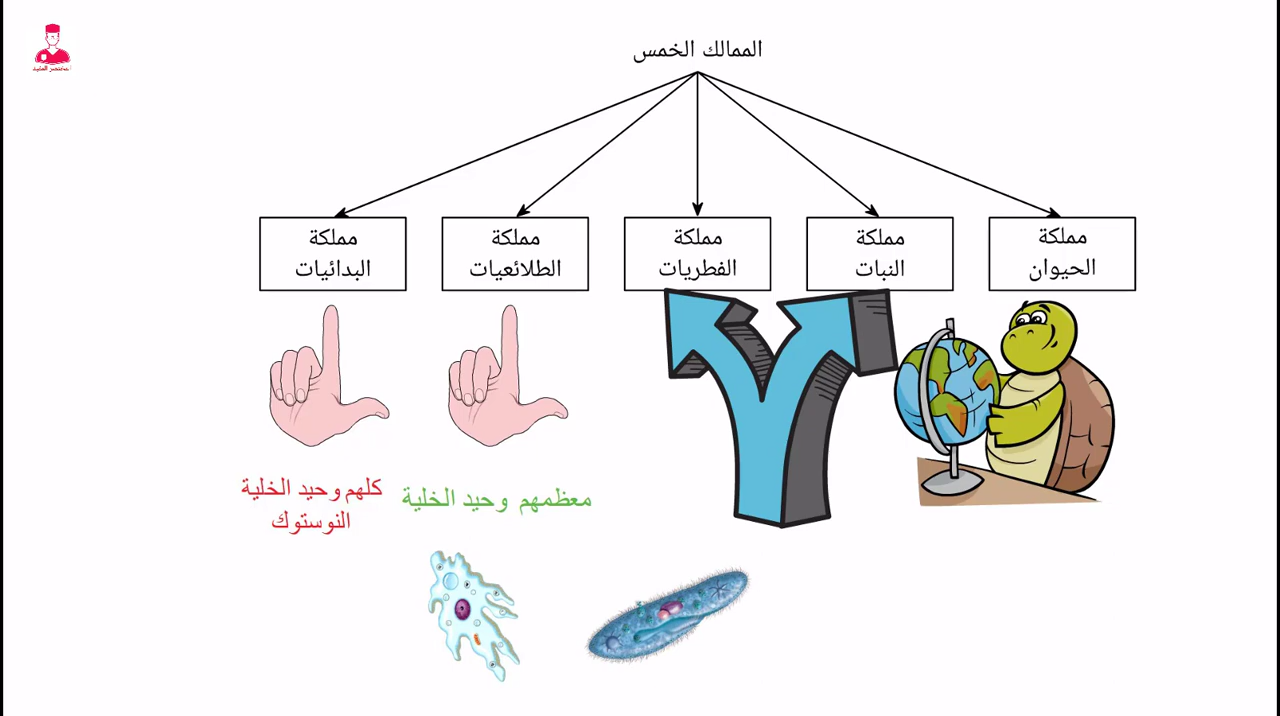 الممالك الخمس
مملكة
الحيوان
مملكة
النبات
مملكة
الفطريات
مملكة
الطلائعيات
مملكة
البدائيات
معظمهم وحيد الخلية
كلهم وحيد الخلية
النوستوك